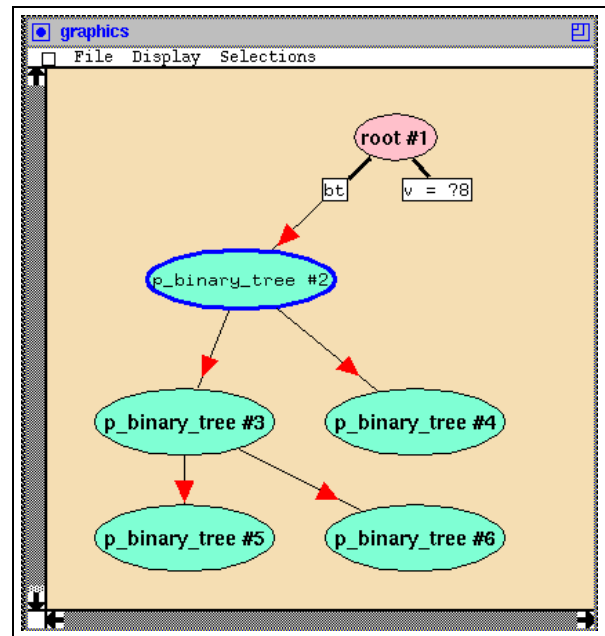 graphics
File Display Selections
root #1
bt
v = ?8
p_binary_tree #2
p_binary_tree #3
p_binary_tree #4
p_binary_tree #5
p_binary_tree #6